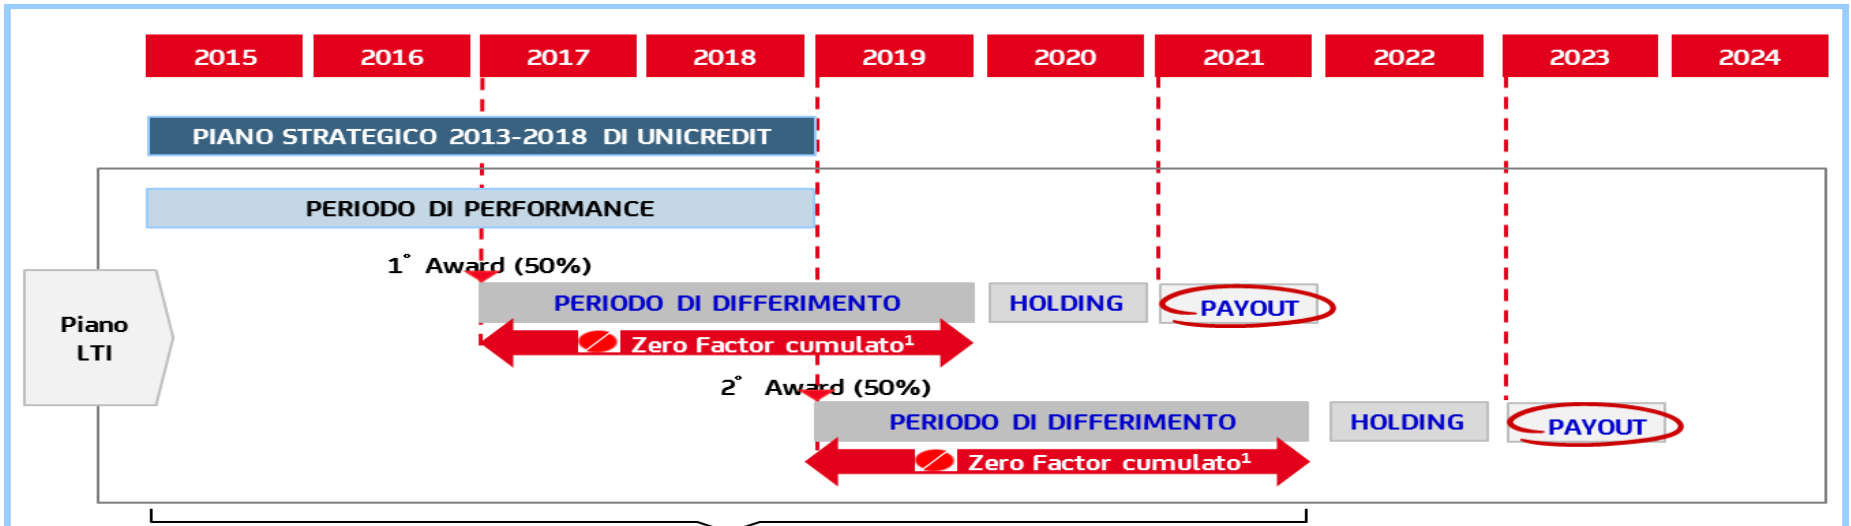 2015 2016 2017 2018 2019 2020 2021 2022 2023 2024
PIANO STRATEGICO 2013-2018 DI UNICREDIT
PERIODO DI PERFORMANCE
1° Award (50%)
PERIODO DI DIFFERIMENTO HOLDING PAYOUT
Piano
LTI
Zero Factor cumulato¹
2° Award (50%)
PERIODO DI DIFFERIMENTO HOLDING PAYOUT
Zero Factor cumulato¹